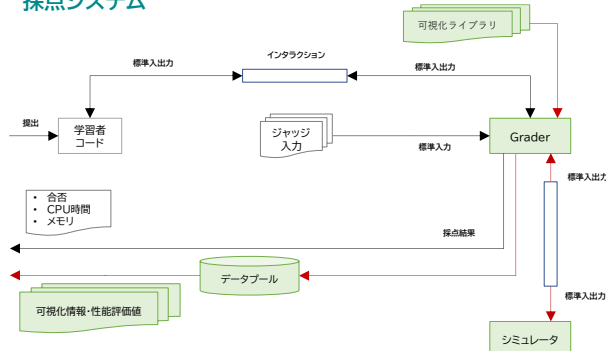 採点システム
可視化ライブラリ
インタラクション
標準入出力
標準入出力
提出
学習者
コード
ジャッジ
入力
標準入力
Grader
標準入出力
• 合否
• CPU時間
• メモリ
採点結果
データプール
標準入出力
可視化情報・性能評価値
シミュレータ